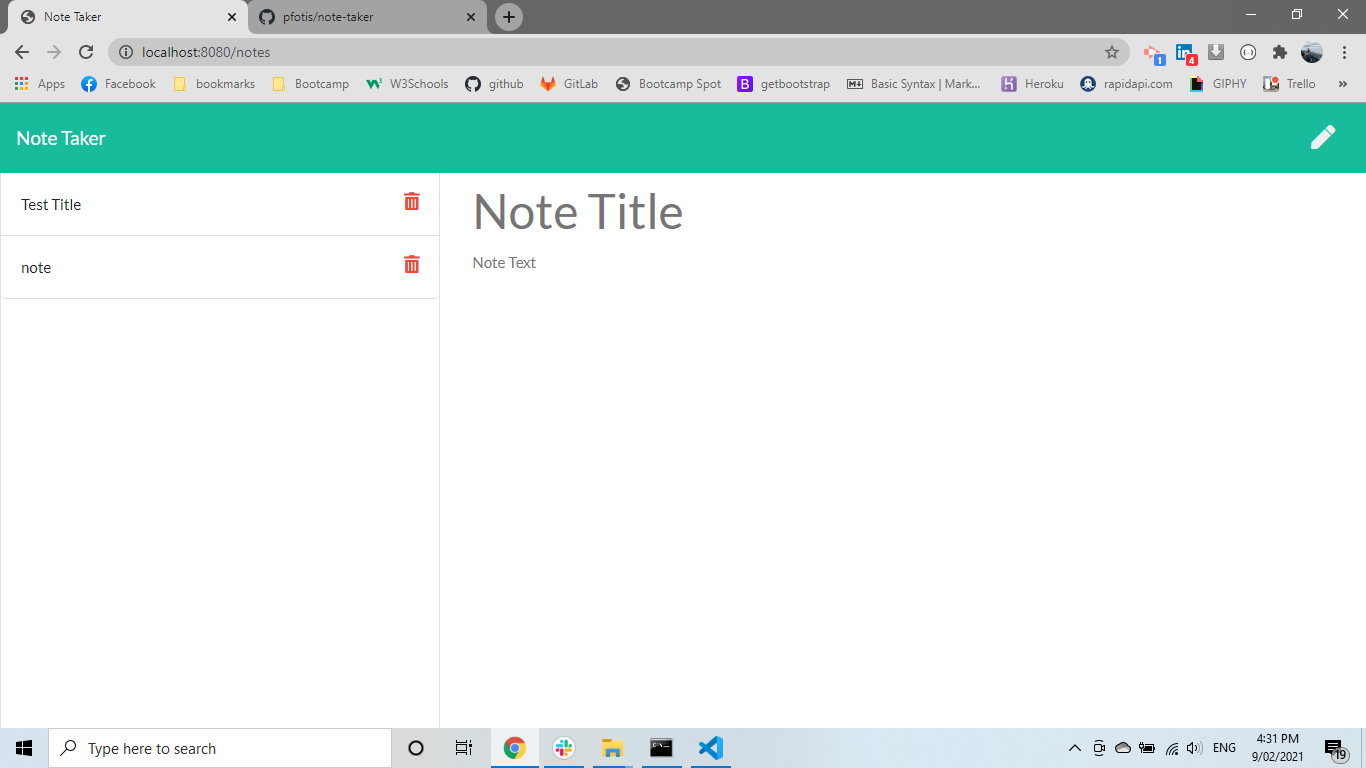 Note Taker
pfotis/note-taker
localhost:8080/notes
1
4
Apps
Facebook
bookmarks
Bootcamp
W3Schools
github
GitLab
Bootcamp Spot
B
getbootstrap
Basic Syntax | Mark...
Heroku
rapidapi.com
GIPHY
Trello
»
Note Taker
Test Title
note
Note Title
Note Text
Type here to search
ENG
4:31 PM
9/02/2021
19